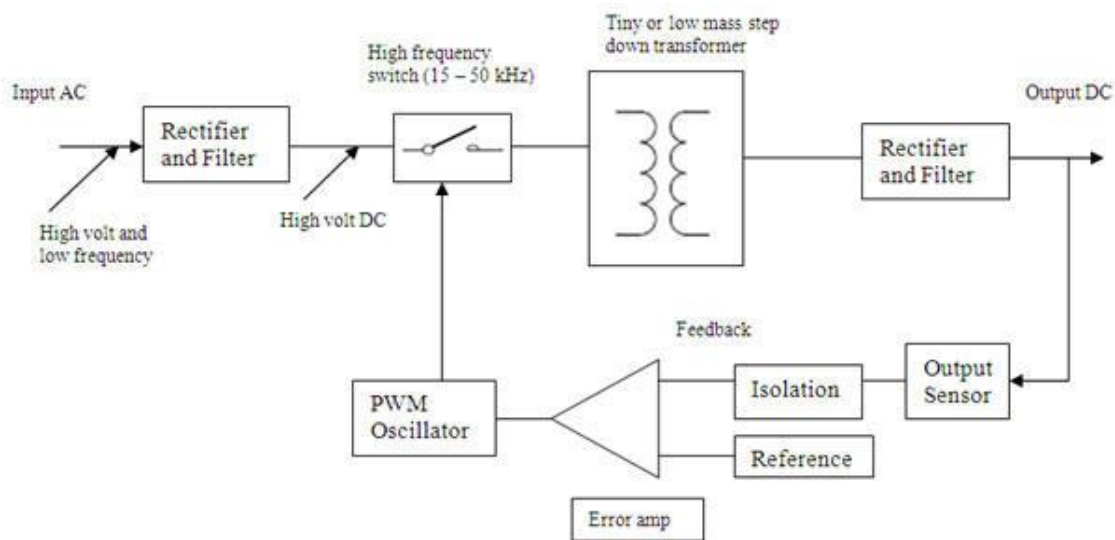 Tiny or low mass step
down transformer
High frequency
switch (15 – 50 kHz)
Input AC
Output DC
Rectifier
and Filter
Rectifier
and Filter
High volt and
low frequency
High volt DC
Feedback
PWM
Oscillator
Isolation
Output
Sensor
Reference
Error amp